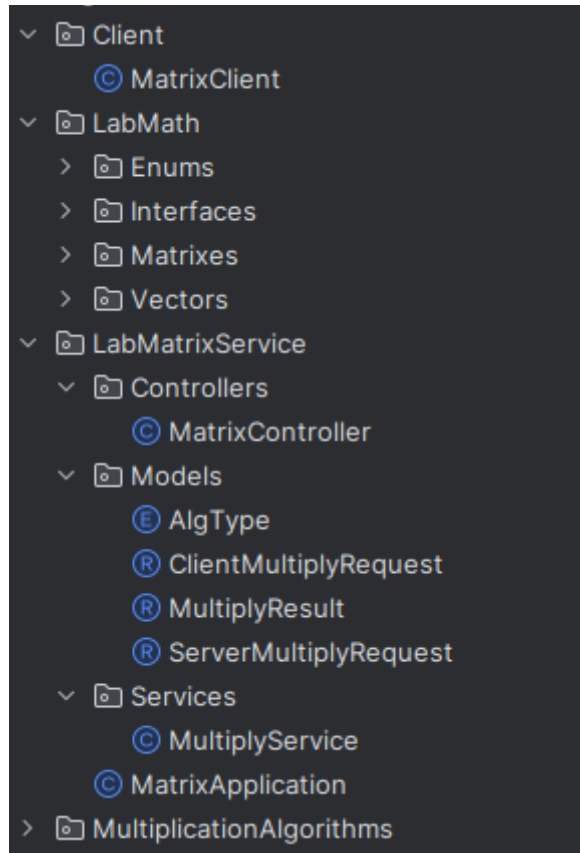 Client
MatrixClient
LabMath
Enums
Interfaces
Matrixes
Vectors
LabMatrixService
Controllers
MatrixController
Models
AlgType
ClientMultiplyRequest
MultiplyResult
ServerMultiplyRequest
Services
MultiplyService
MatrixApplication
MultiplicationAlgorithms